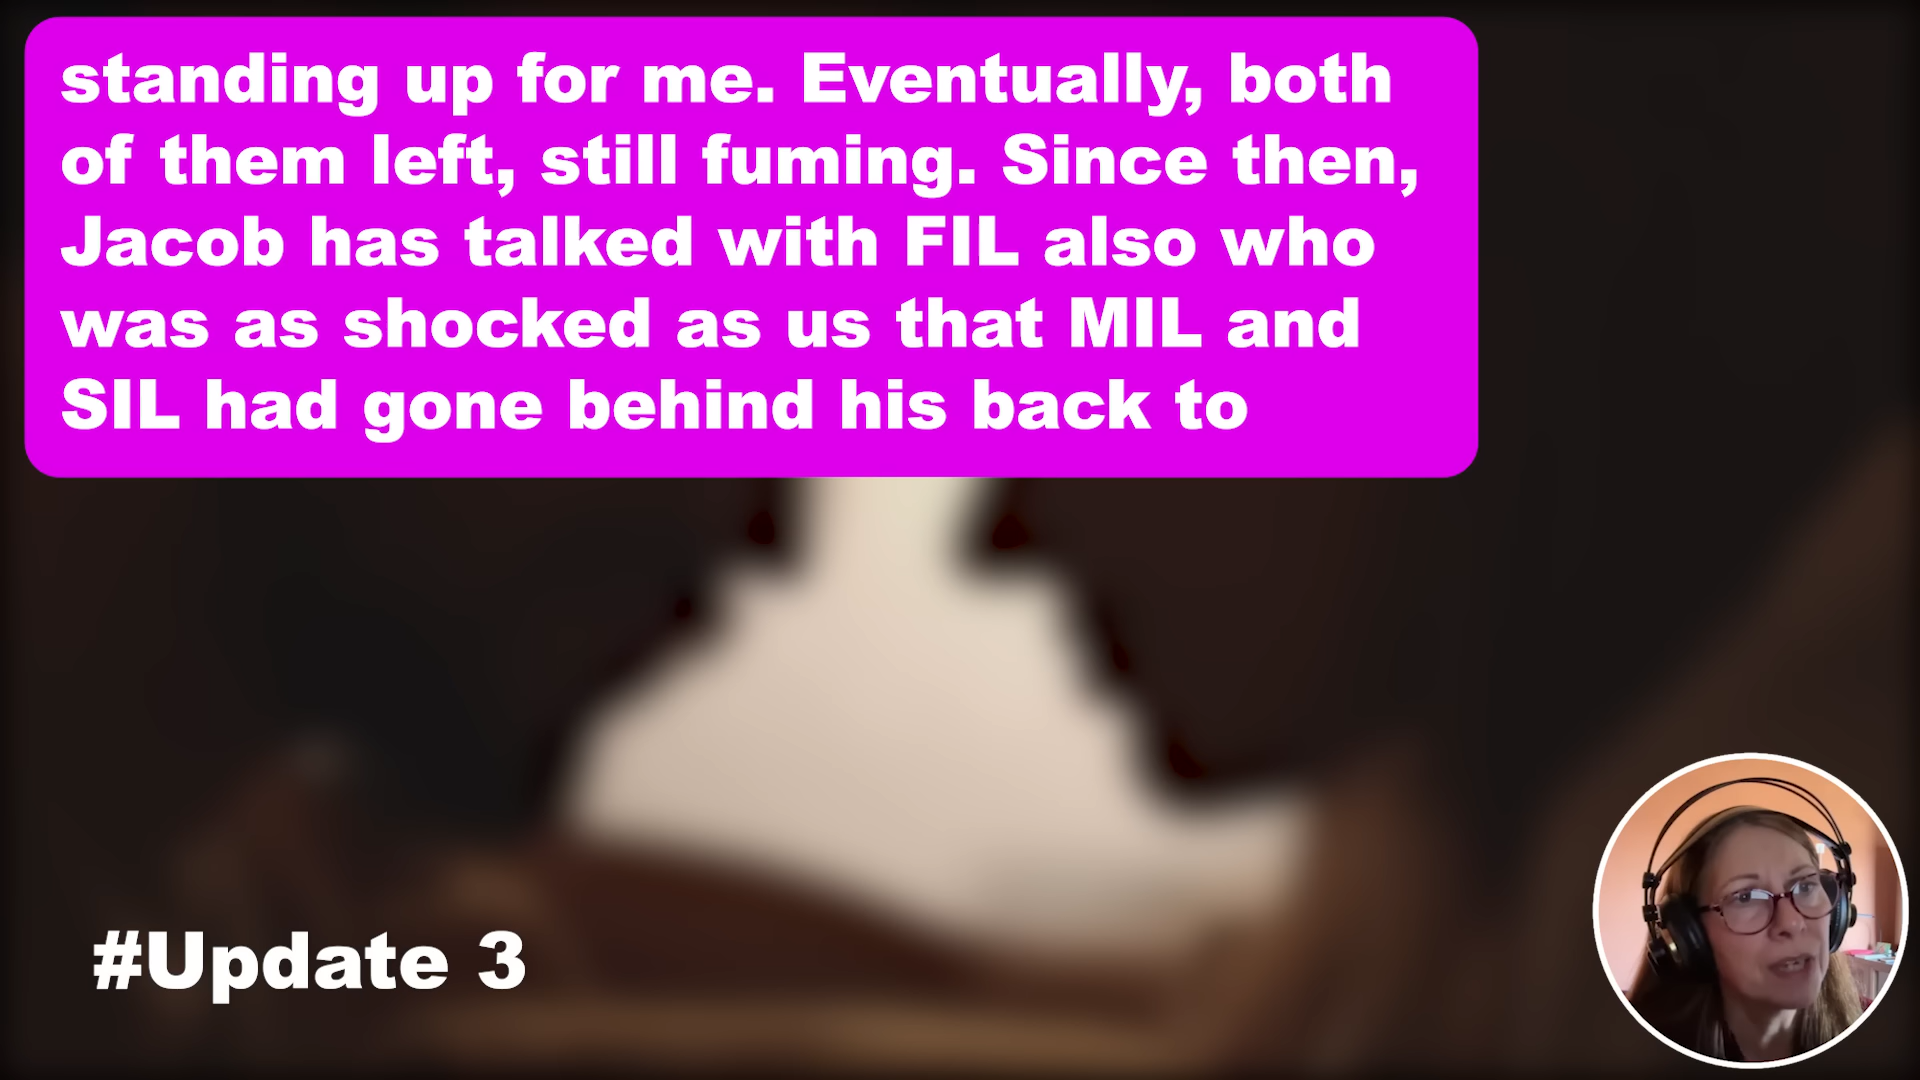 standing up for me. Eventually, both
of them left, still fuming. Since then,
Jacob has talked with FIL also who
was as shocked as us that MIL and
SIL had gone behind his back to
#Update 3